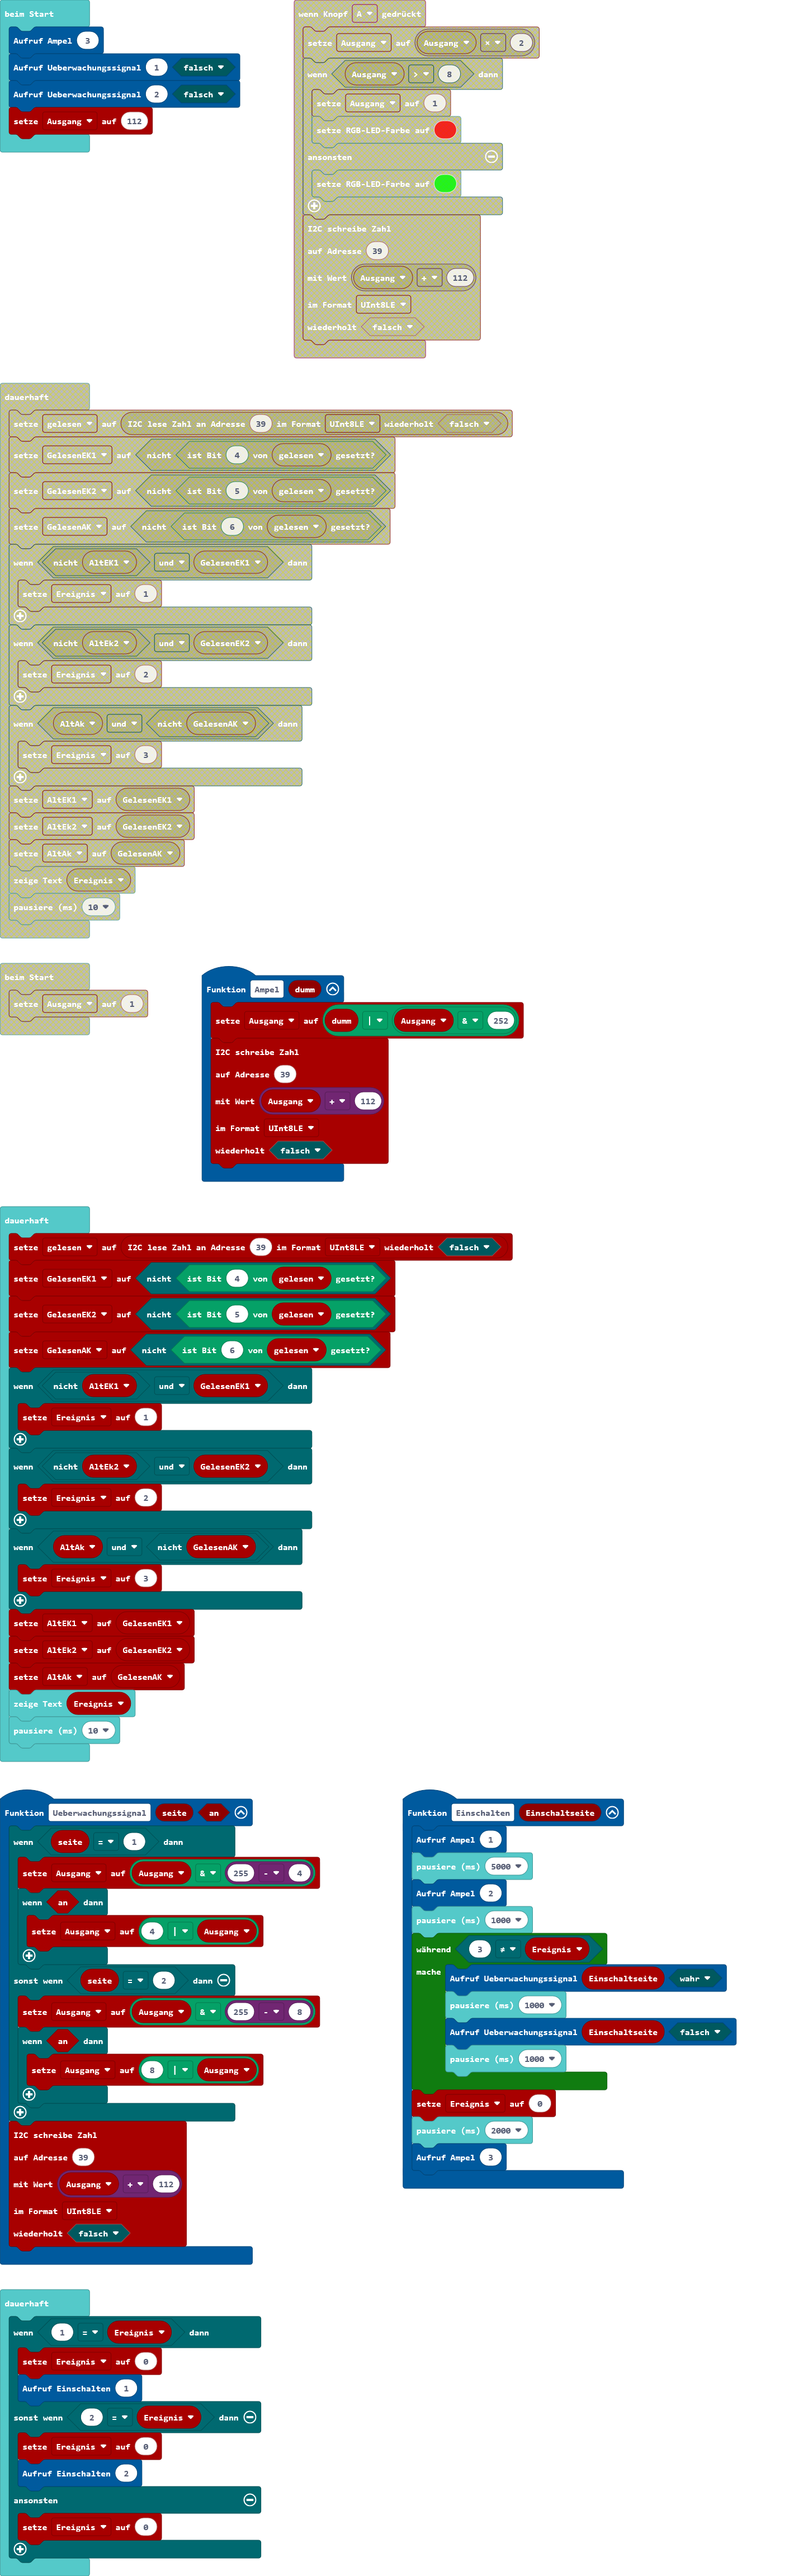 beim Start
Aufruf Ampel 3
Aufruf Ueberwachungssignal 1 falsch
Aufruf Ueberwachungssignal 2 falsch
setze Ausgang auf 112
wenn Knopf A gedrückt
setze Ausgang auf Ausgang × 2
wenn Ausgang > 8 dann
setze Ausgang auf 1
setze RGB-LED-Farbe auf
ansonsten
setze RGB-LED-Farbe auf
I2C schreibe Zahl
auf Adresse 39
mit Wert Ausgang + 112
im Format UInt8LE
wiederholt falsch
dauerhaft
setze gelesen auf I2C lese Zahl an Adresse 39 im Format UInt8LE wiederholt falsch
setze GelesenEK1 auf nicht ist Bit 4 von gelesen gesetzt?
setze GelesenEK2 auf nicht ist Bit 5 von gelesen gesetzt?
setze GelesenAK auf nicht ist Bit 6 von gelesen gesetzt?
wenn nicht AltEK1 und GelesenEK1 dann
setze Ereignis auf 1
wenn nicht AltEk2 und GelesenEK2 dann
setze Ereignis auf 2
wenn AltAk und nicht GelesenAK dann
setze Ereignis auf 3
setze AltEK1 auf GelesenEK1
setze AltEk2 auf GelesenEK2
setze AltAk auf GelesenAK
zeige Text Ereignis
pausiere (ms) 10
beim Start
setze Ausgang auf 1
Funktion Ampel dumm
setze Ausgang auf dumm | Ausgang & 252
I2C schreibe Zahl
auf Adresse 39
mit Wert Ausgang + 112
im Format UInt8LE
wiederholt falsch
dauerhaft
setze gelesen auf I2C lese Zahl an Adresse 39 im Format UInt8LE wiederholt falsch
setze GelesenEK1 auf nicht ist Bit 4 von gelesen gesetzt?
setze GelesenEK2 auf nicht ist Bit 5 von gelesen gesetzt?
setze GelesenAK auf nicht ist Bit 6 von gelesen gesetzt?
wenn nicht AltEK1 und GelesenEK1 dann
setze Ereignis auf 1
wenn nicht AltEk2 und GelesenEK2 dann
setze Ereignis auf 2
wenn AltAk und nicht GelesenAK dann
setze Ereignis auf 3
setze AltEK1 auf GelesenEK1
setze AltEk2 auf GelesenEK2
setze AltAk auf GelesenAK
zeige Text Ereignis
pausiere (ms) 10
Funktion Ueberwachungssignal seite an
wenn seite = 1 dann
setze Ausgang auf Ausgang & 255 - 4
wenn an dann
setze Ausgang auf 4 | Ausgang
sonst wenn seite = 2 dann
setze Ausgang auf Ausgang & 255 - 8
wenn an dann
setze Ausgang auf 8 | Ausgang
I2C schreibe Zahl
auf Adresse 39
mit Wert Ausgang + 112
im Format UInt8LE
wiederholt falsch
Funktion Einschalten Einschaltseite
Aufruf Ampel 1
pausiere (ms) 5000
Aufruf Ampel 2
pausiere (ms) 1000
während 3 ≠ Ereignis
mache Aufruf Ueberwachungssignal Einschaltseite wahr
pausiere (ms) 1000
Aufruf Ueberwachungssignal Einschaltseite falsch
pausiere (ms) 1000
setze Ereignis auf 0
pausiere (ms) 2000
Aufruf Ampel 3
dauerhaft
wenn 1 = Ereignis dann
setze Ereignis auf 0
Aufruf Einschalten 1
sonst wenn 2 = Ereignis dann
setze Ereignis auf 0
Aufruf Einschalten 2
ansonsten
setze Ereignis auf 0